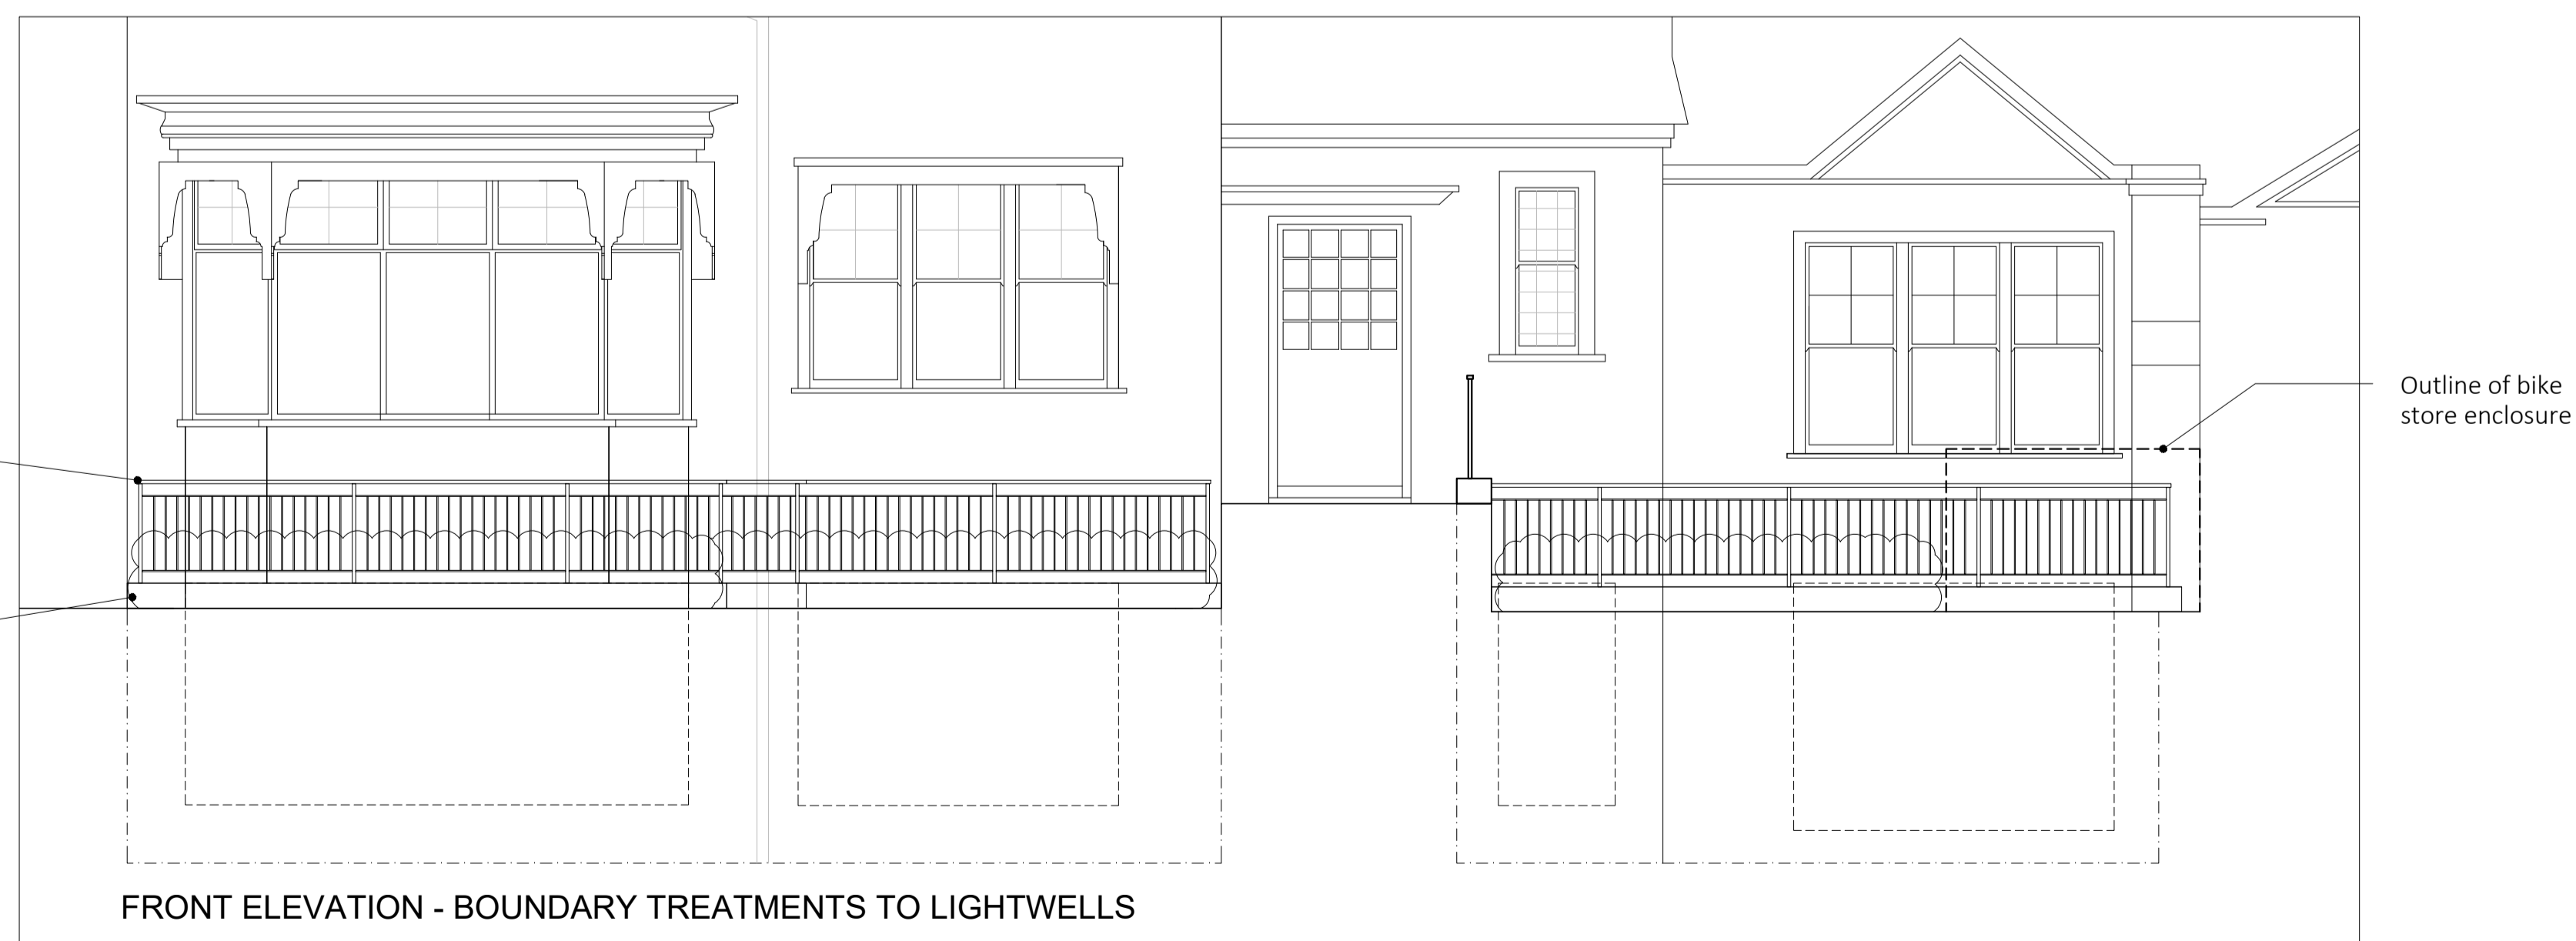 Outline of bike
store enclosure
FRONT ELEVATION - BOUNDARY TREATMENTS TO LIGHTWELLS